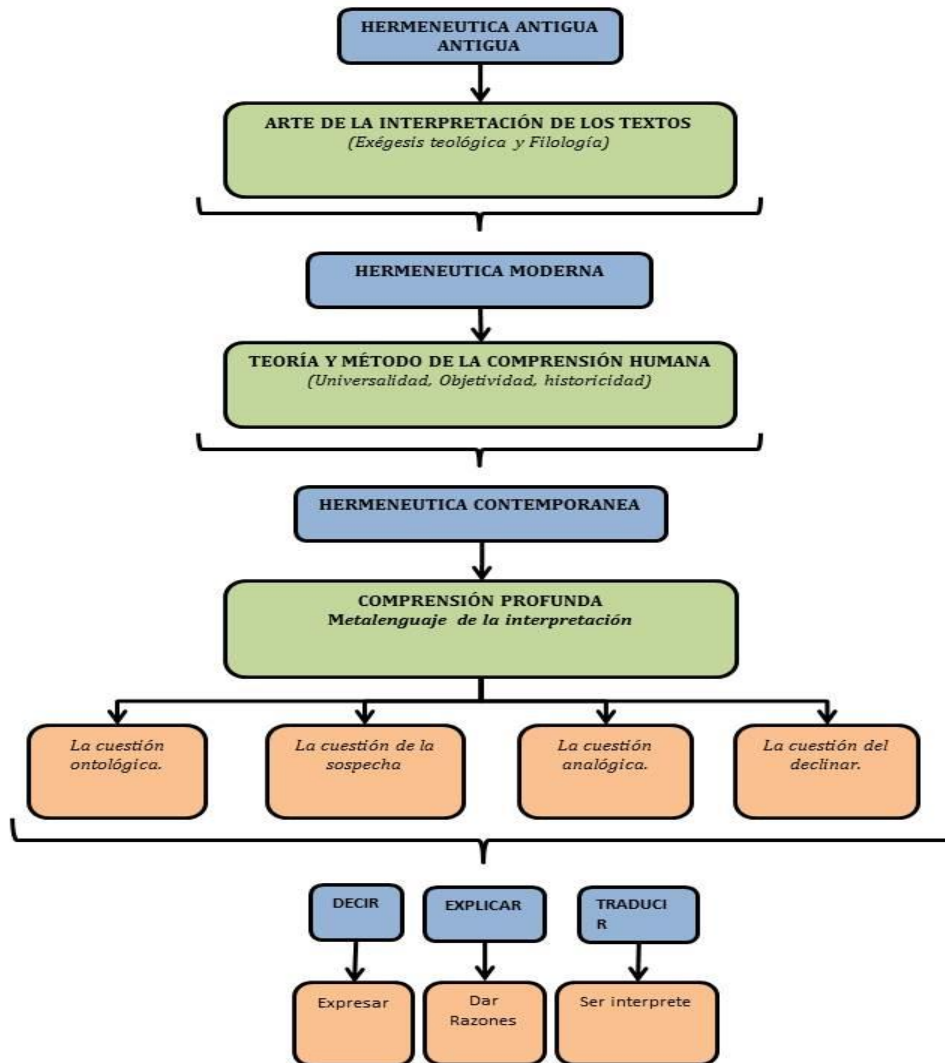 HERMENEUTICA ANTIGUA
ANTIGUA
ARTE DE LA INTERPRETACIÓN DE LOS TEXTOS
(Exégesis teológica y Filología)
HERMENEUTICA MODERNA
TEORÍA Y MÉTODO DE LA COMPRENSIÓN HUMANA
(Universalidad, Objetividad, historicidad)
HERMENEUTICA CONTEMPORANEA
COMPRENSIÓN PROFUNDA
Metalenguaje de la interpretación
La cuestión
ontológica.
La cuestión de la
sospecha
La cuestión
analógica.
La cuestión del
declinar.
DECIR
EXPLICAR
TRADUCI
R
Expresar
Dar
Razones
Ser interprete